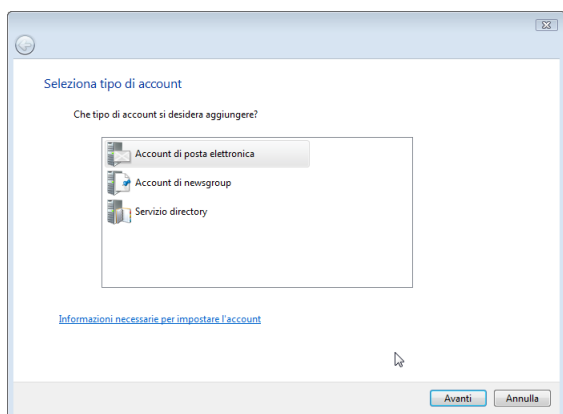 Seleziona tipo di account
Che tipo di account si desidera aggiungere?
Account di posta elettronica
Account di newsgroup
Servizio directory
Informazioni necessarie per impostare l'account
Avanti
Annulla